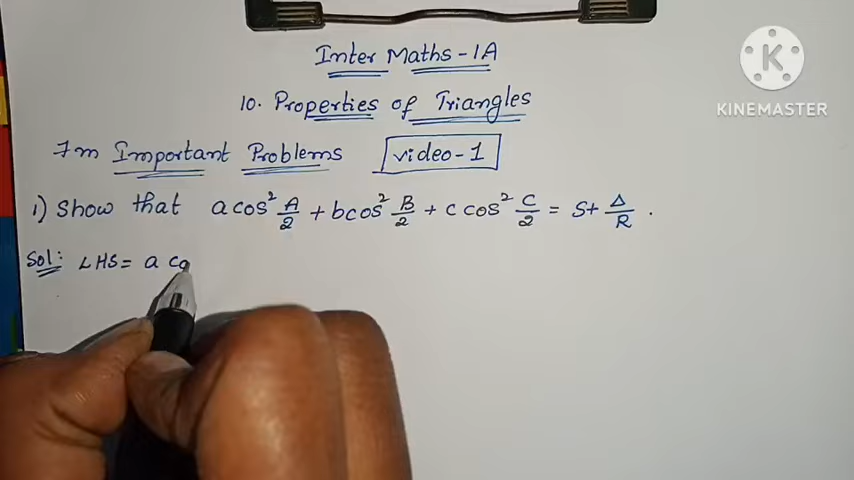 Inter Maths-1A
10. Properties of Triangles
7m Important Problems video-1
1) Show that a cos² A/2 + b cos² B/2 + c cos² C/2 = S + Δ/R .
Sol: LHS = a co
K
KINEMASTER